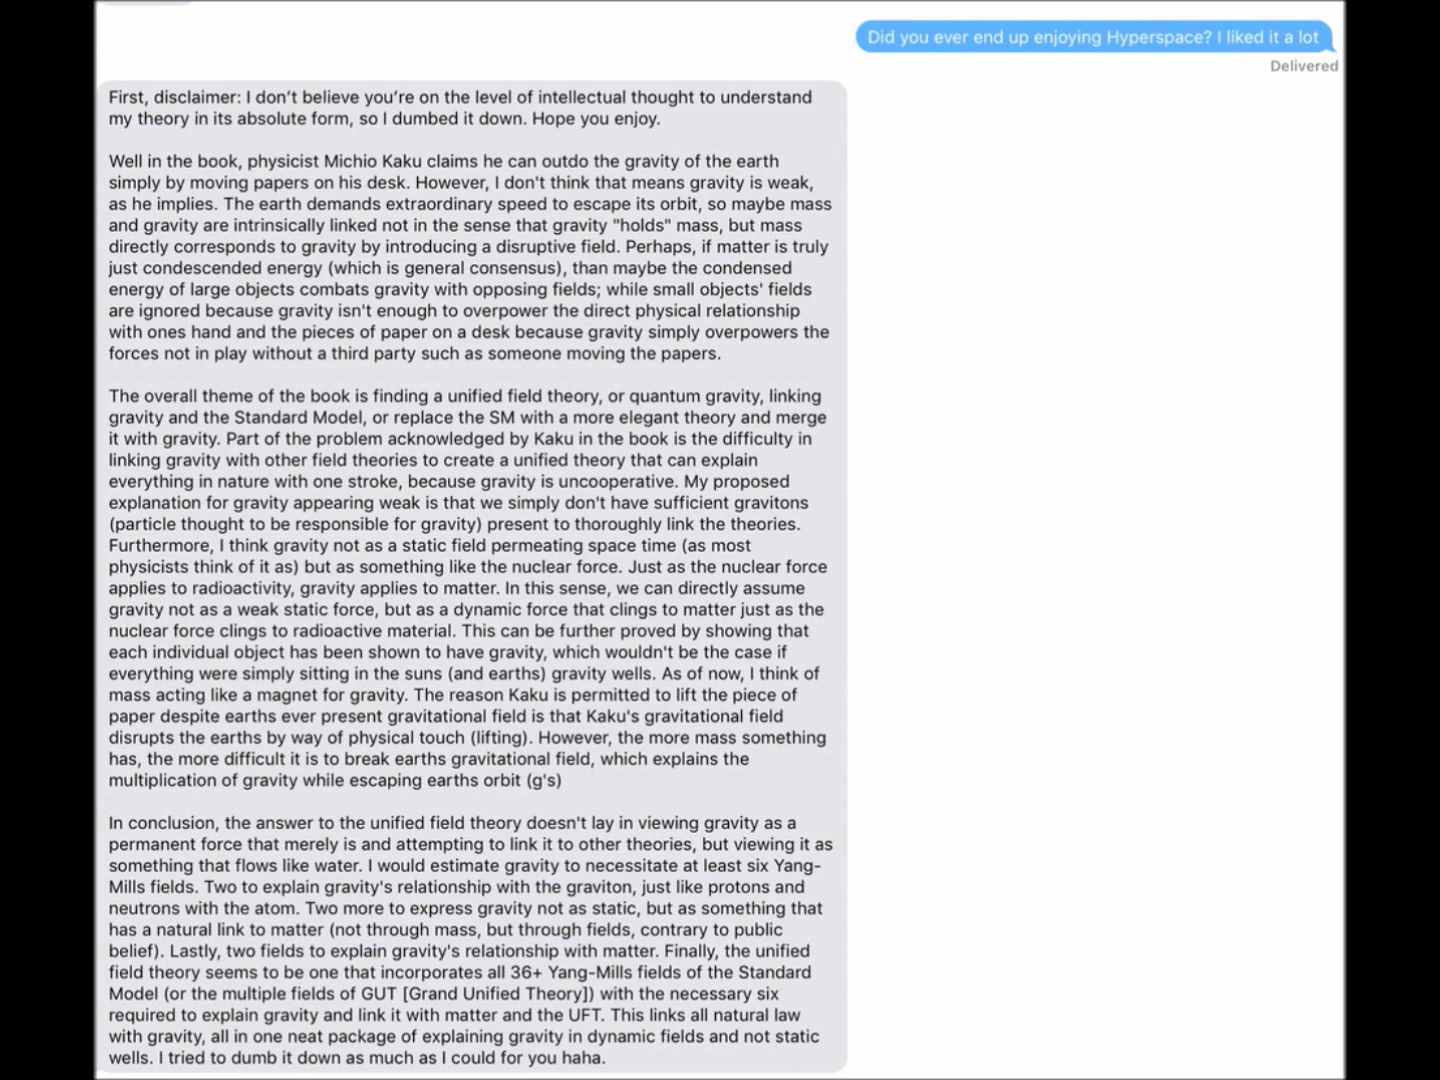 Did you ever end up enjoying Hyperspace? I liked it a lot
Delivered
First, disclaimer: I don't believe you're on the level of intellectual thought to understand
my theory in its absolute form, so I dumbed it down. Hope you enjoy.
Well in the book, physicist Michio Kaku claims he can outdo the gravity of the earth
simply by moving papers on his desk. However, I don't think that means gravity is weak,
as he implies. The earth demands extraordinary speed to escape its orbit, so maybe mass
and gravity are intrinsically linked not in the sense that gravity "holds" mass, but mass
directly corresponds to gravity by introducing a disruptive field. Perhaps, if matter is truly
just condescended energy (which is general consensus), than maybe the condensed
energy of large objects combats gravity with opposing fields; while small objects' fields
are ignored because gravity isn't enough to overpower the direct physical relationship
with ones hand and the pieces of paper on a desk because gravity simply overpowers the
forces not in play without a third party such as someone moving the papers.
The overall theme of the book is finding a unified field theory, or quantum gravity, linking
gravity and the Standard Model, or replace the SM with a more elegant theory and merge
it with gravity. Part of the problem acknowledged by Kaku in the book is the difficulty in
linking gravity with other field theories to create a unified theory that can explain
everything in nature with one stroke, because gravity is uncooperative. My proposed
explanation for gravity appearing weak is that we simply don't have sufficient gravitons
(particle thought to be responsible for gravity) present to thoroughly link the theories.
Furthermore, I think gravity not as a static field permeating space time (as most
physicists think of it as) but as something like the nuclear force. Just as the nuclear force
applies to radioactivity, gravity applies to matter. In this sense, we can directly assume
gravity not as a weak static force, but as a dynamic force that clings to matter just as the
nuclear force clings to radioactive material. This can be further proved by showing that
each individual object has been shown to have gravity, which wouldn't be the case if
everything were simply sitting in the suns (and earths) gravity wells. As of now, I think of
mass acting like a magnet for gravity. The reason Kaku is permitted to lift the piece of
paper despite earths ever present gravitational field is that Kaku's gravitational field
disrupts the earths by way of physical touch (lifting). However, the more mass something
has, the more difficult it is to break earths gravitational field, which explains the
multiplication of gravity while escaping earths orbit (g's)
In conclusion, the answer to the unified field theory doesn't lay in viewing gravity as a
permanent force that merely is and attempting to link it to other theories, but viewing it as
something that flows like water. I would estimate gravity to necessitate at least six Yang-
Mills fields. Two to explain gravity's relationship with the graviton, just like protons and
neutrons with the atom. Two more to express gravity not as static, but as something that
has a natural link to matter (not through mass, but through fields, contrary to public
belief). Lastly, two fields to explain gravity's relationship with matter. Finally, the unified
field theory seems to be one that incorporates all 36+ Yang-Mills fields of the Standard
Model (or the multiple fields of GUT [Grand Unified Theory]) with the necessary six
required to explain gravity and link it with matter and the UFT. This links all natural law
with gravity, all in one neat package of explaining gravity in dynamic fields and not static
wells. I tried to dumb it down as much as I could for you haha.